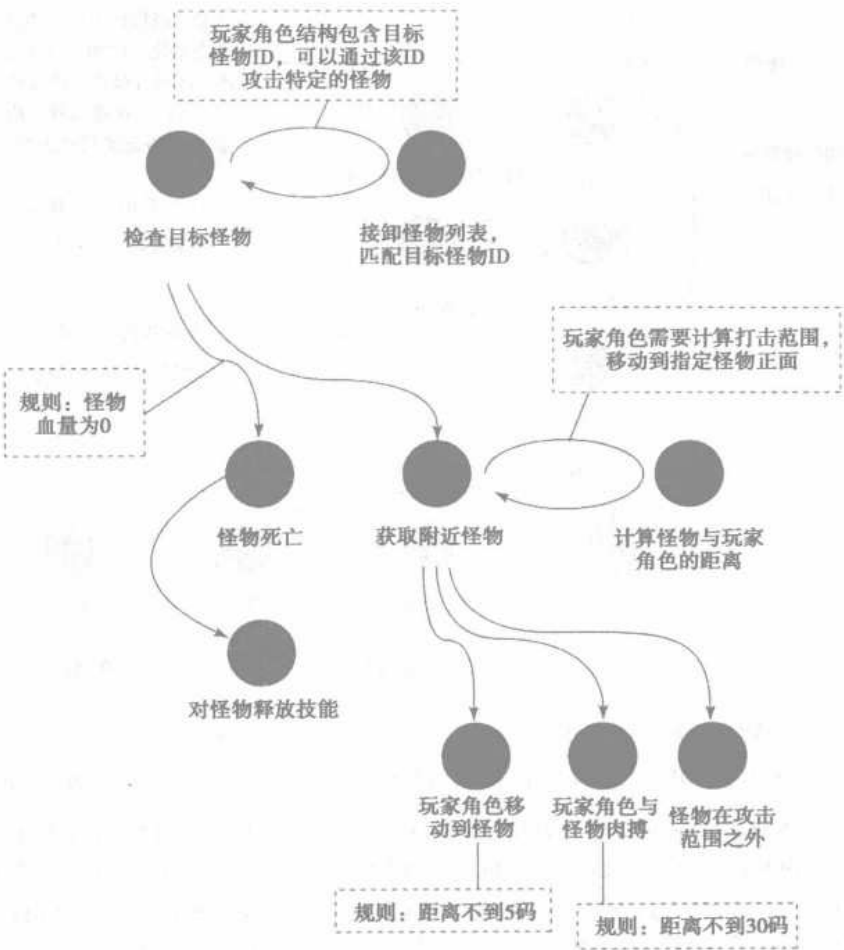 玩家角色结构包含目标
怪物ID，可以通过该ID
攻击特定的怪物
检查目标怪物
接卸怪物列表，
匹配目标怪物ID
玩家角色需要计算打击范围，
移动到指定怪物正面
规则：怪物
血量为0
怪物死亡
获取附近怪物
计算怪物与玩家
角色的距离
对怪物释放技能
玩家角色移
动到怪物
玩家角色与
怪物肉搏
怪物在攻击
范围之外
规则：距离不到5码
规则：距离不到30码